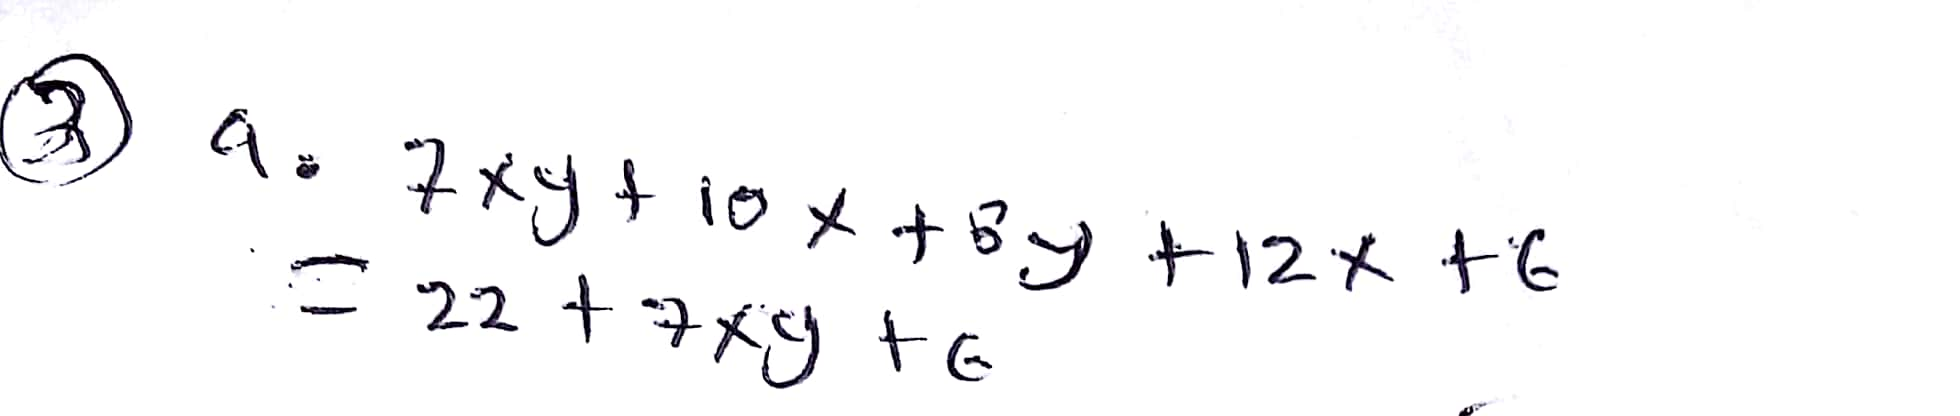 3 a. 7xy + 10x + 8y + 12x + 6
= 22 + 7xy + 6